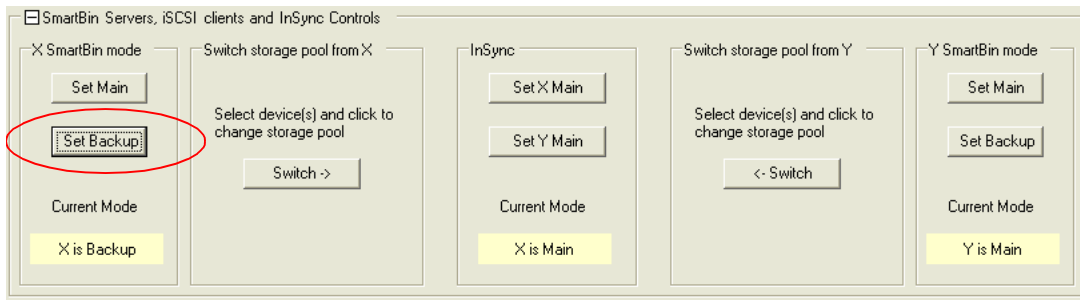 SmartBin Servers, iSCSI clients and InSync Controls
X SmartBin mode
Set Main
Set Backup
Current Mode
X is Backup
Switch storage pool from X
Select device(s) and click to
change storage pool
Switch ->
InSync
Set X Main
Set Y Main
Current Mode
X is Main
Switch storage pool from Y
Select device(s) and click to
change storage pool
<- Switch
Y SmartBin mode
Set Main
Set Backup
Current Mode
Y is Main